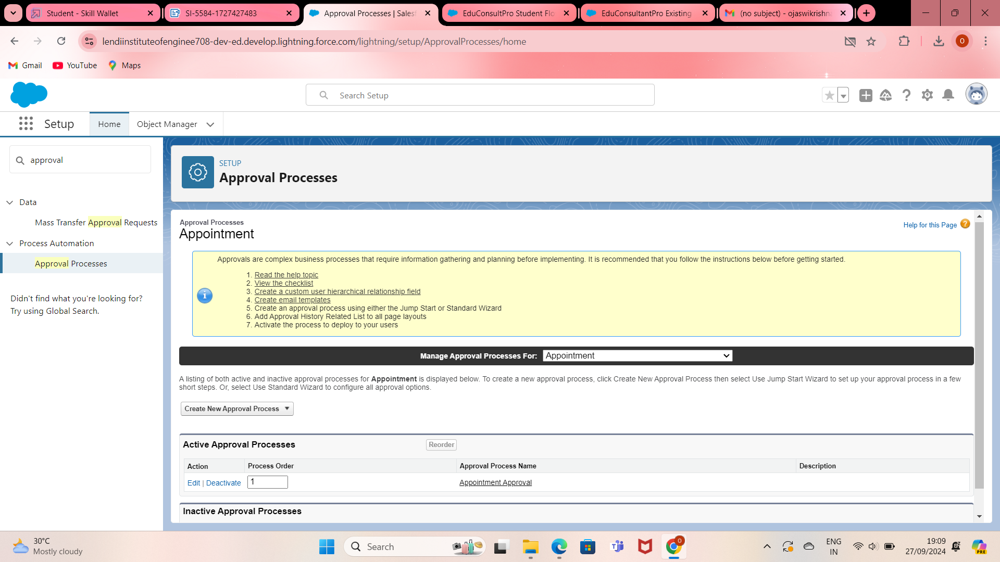 Student - Skill Wallet
SI-5584-1727427483
Approval Processes | Salesf
EduConsultPro Student Flo
EduConsultantPro Existing
(no subject) - ojaswikrishna
lendiinstituteofenginee708-dev-ed.develop.lightning.force.com/lightning/setup/ApprovalProcesses/home
O
Gmail
YouTube
Maps
Search Setup
Setup
Home
Object Manager
approval
Data
Mass Transfer Approval Requests
Process Automation
Approval Processes
Didn't find what you're looking for?
Try using Global Search.
SETUP
Approval Processes
Approval Processes
Appointment
Help for this Page ?
Approvals are complex business processes that require information gathering and planning before implementing. It is recommended that you follow the instructions below before getting started.
1. Read the help topic
2. View the checklist
3. Create a custom user hierarchical relationship field
4. Create email templates
5. Create an approval process using either the Jump Start or Standard Wizard
6. Add Approval History Related List to all page layouts
7. Activate the process to deploy to your users
Manage Approval Processes For: Appointment
A listing of both active and inactive approval processes for Appointment is displayed below. To create a new approval process, click Create New Approval Process then select Use Jump Start Wizard to set up your approval process in a few
short steps. Or, select Use Standard Wizard to configure all approval options.
Create New Approval Process
Active Approval Processes
Reorder
Action Process Order Approval Process Name Description
Edit | Deactivate 1 Appointment Approval
Inactive Approval Processes
30°C
Mostly cloudy
Search
ENG
IN
19:09
27/09/2024
PRE